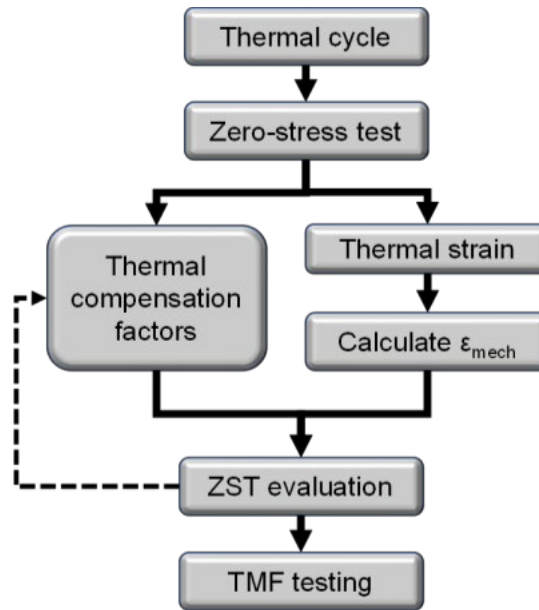 Thermal cycle
Zero-stress test
Thermal
compensation
factors
Thermal strain
Calculate εmech
ZST evaluation
TMF testing